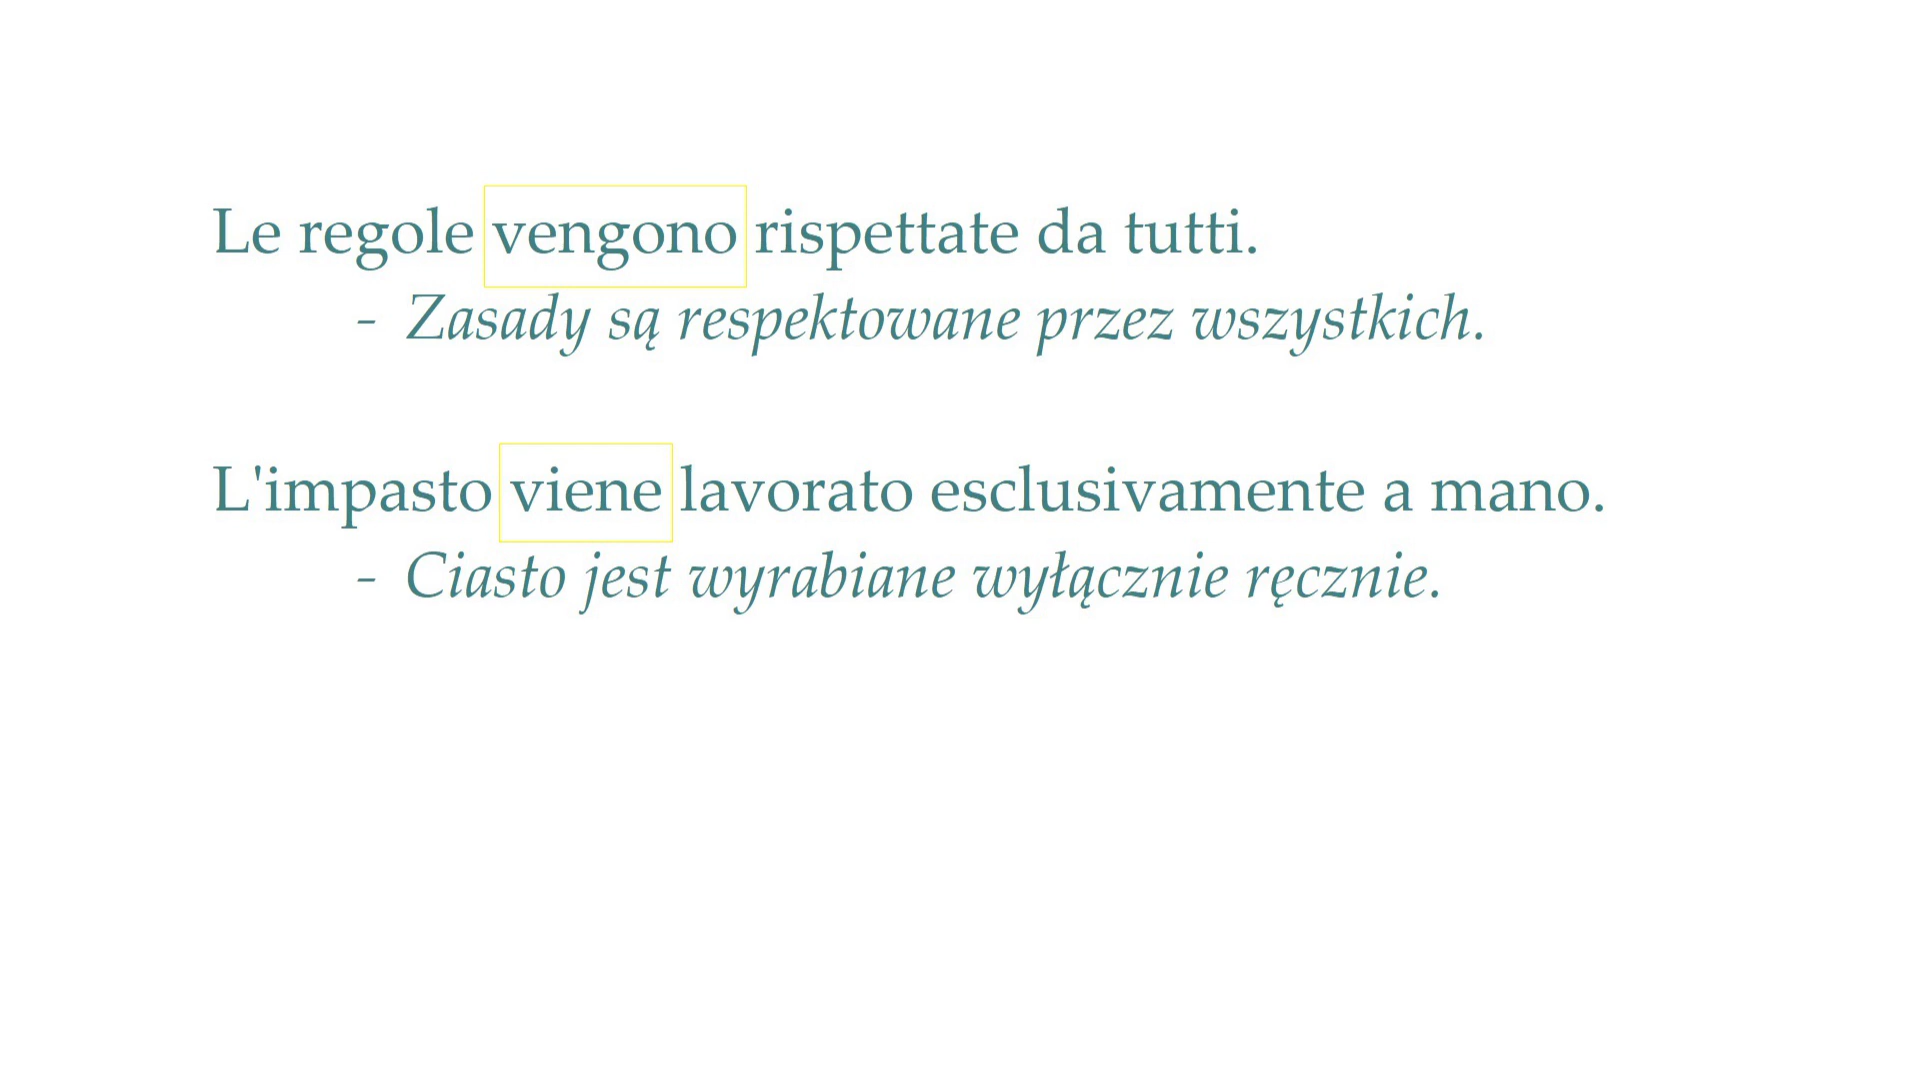 Le regole vengono rispettate da tutti.
- Zasady są respektowane przez wszystkich.
L'impasto viene lavorato esclusivamente a mano.
- Ciasto jest wyrabiane wyłącznie ręcznie.